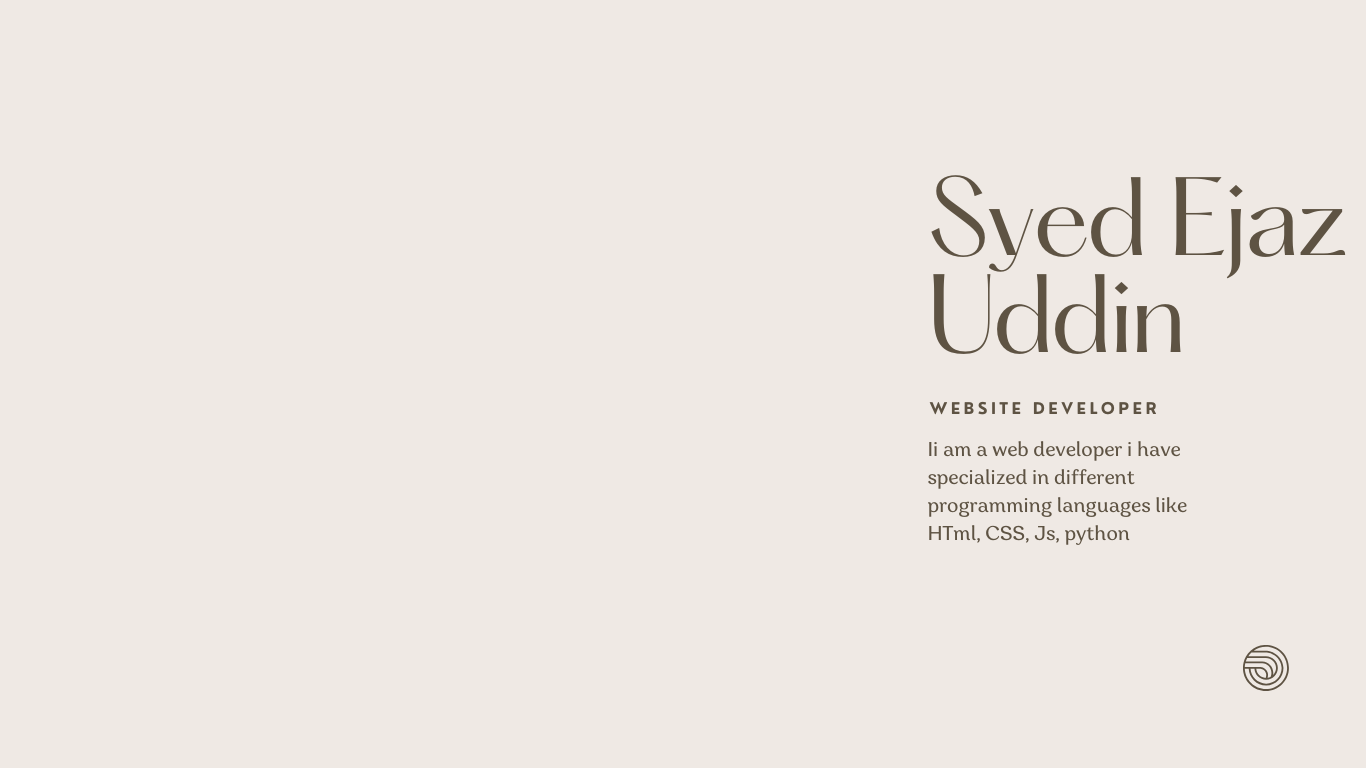 Syed Ejaz
Uddin
WEBSITE DEVELOPER
Ii am a web developer i have
specialized in different
programming languages like
HTml, CSS, Js, python